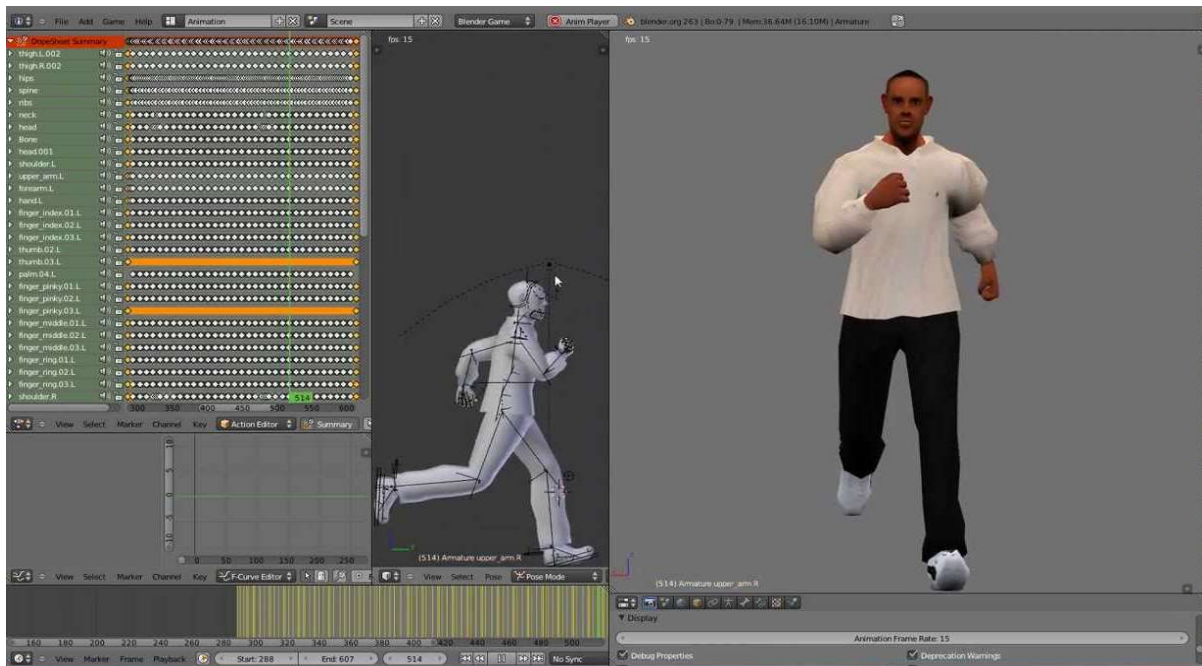 File Add Game Help Animation Scene Blender Game Anim Player blender.org 263 | Bo:0-79 | Mem:36.64M (16.10M) | Armature
DopeSheet Summary
thigh.L.002
thigh.R.002
hips
spine
ribs
neck
head
Bone
head.001
shoulder.L
upper_arm.L
forearm.L
hand.L
finger_index.01.L
finger_index.02.L
finger_index.03.L
thumb.02.L
thumb.03.L
palm.04.L
finger_pinky.01.L
finger_pinky.02.L
finger_pinky.03.L
finger_middle.01.L
finger_middle.02.L
finger_middle.03.L
finger_ring.01.L
finger_ring.02.L
finger_ring.03.L
shoulder.R
300 350 400 450 500 514 550 600
View Select Marker Channel Key Action Editor Summary
10
5
0
-5
-10
0 50 100 150 200 250
View Select Marker Channel Key F-Curve Editor
fps: 15
(514) Armature upper_arm.R
View Select Pose Pose Mode
fps: 15
(514) Armature upper_arm.R
Display
Animation Frame Rate: 15
Debug Properties Deprecation Warnings
160 180 200 220 240 260 280 300 320 340 360 380 400 420 440 460 480 500
View Marker Frame Playback Start: 288 End: 607 514 No Sync